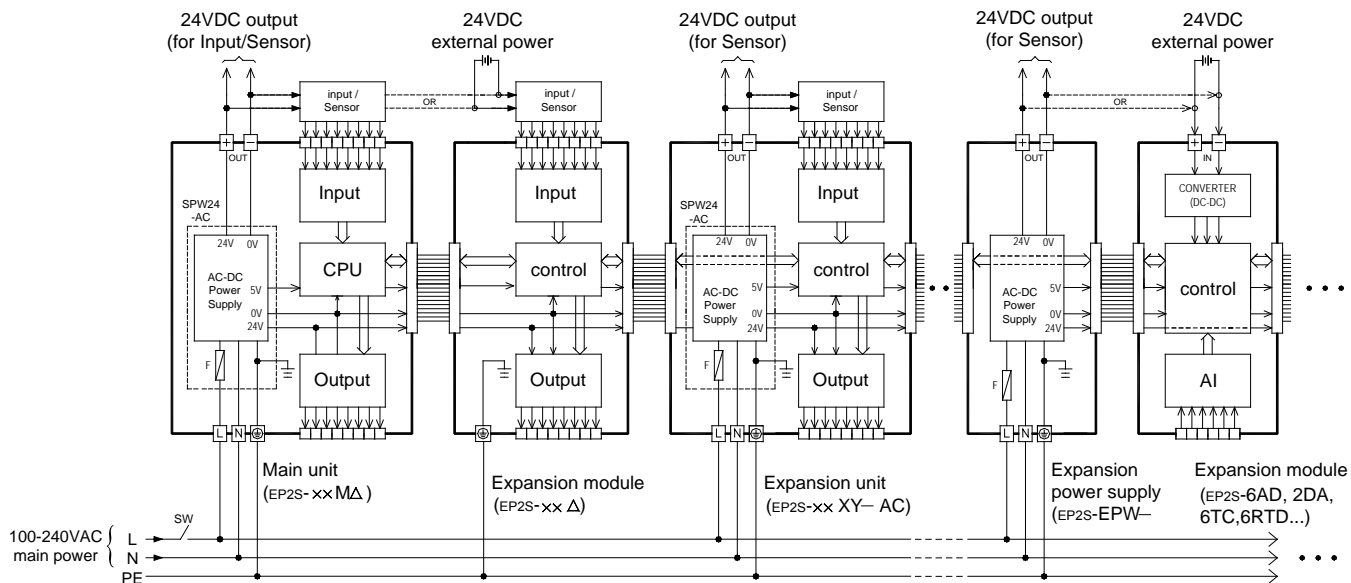 24VDC output
(for Input/Sensor)
24VDC
external power
24VDC output
(for Sensor)
24VDC output
(for Sensor)
24VDC
external power
input /
Sensor
OR
input /
Sensor
input /
Sensor
OR
+ −
OUT
+ −
OUT
+ −
OUT
+ −
IN
SPW24
-AC
24V 0V
AC-DC
Power
Supply
5V
0V
24V
F
Input
CPU
Output
L N
Input
control
Output
SPW24
-AC
24V 0V
AC-DC
Power
Supply
5V
0V
24V
F
Input
control
Output
L N
24V 0V
AC-DC
Power
Supply
5V
0V
24V
F
L N
CONVERTER
(DC-DC)
control
AI
Main unit
(EP2S-××MΔ)
Expansion module
(EP2S-××Δ)
Expansion unit
(EP2S-×× XY— AC)
Expansion
power supply
(EP2S-EPW—
Expansion module
(EP2S-6AD, 2DA,
6TC,6RTD...)
100-240VAC
main power
L
SW
N
PE